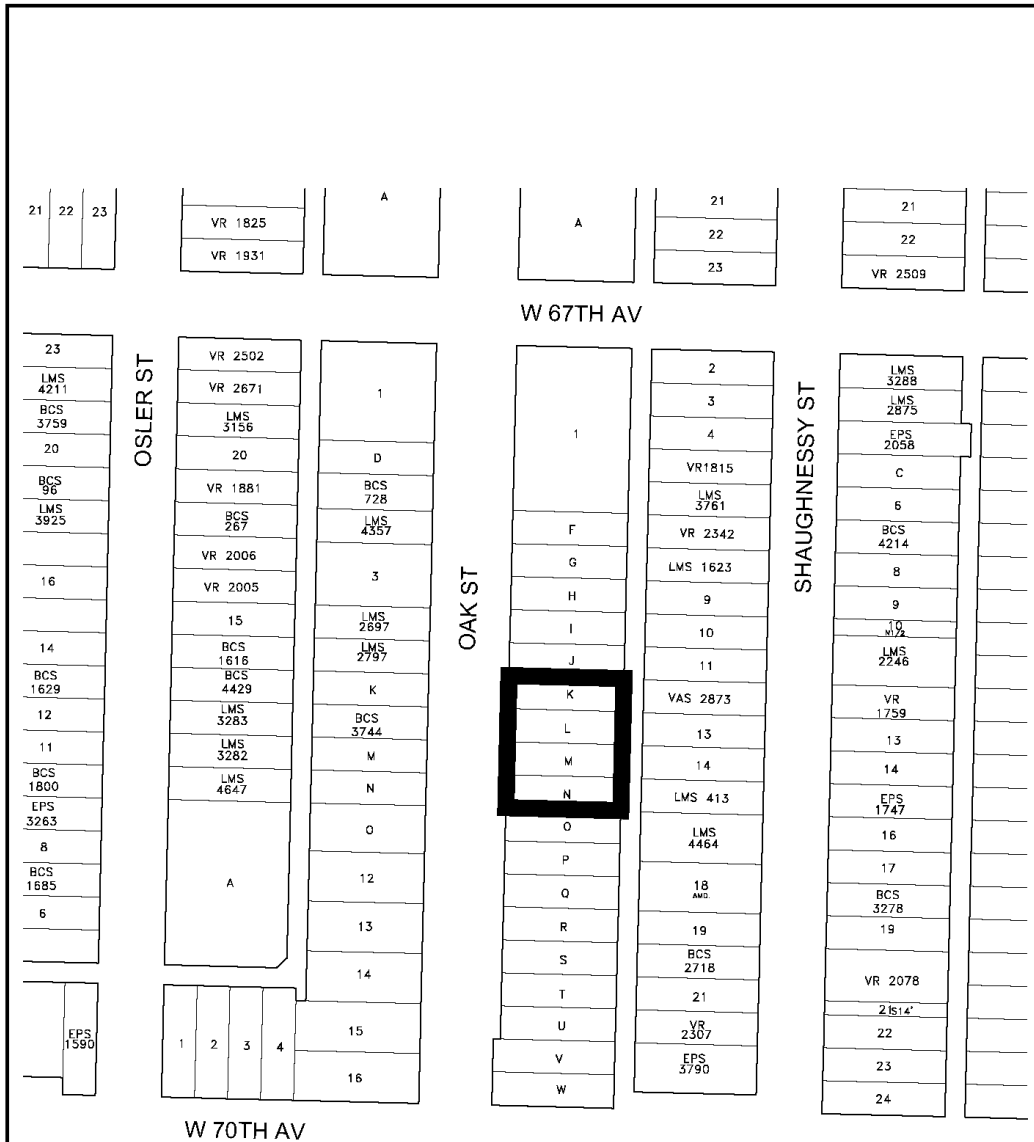 21
22
23
VR 1825
VR 1931
A
A
21
22
23
21
22
VR 2509
W 67TH AV
OSLER ST
OAK ST
SHAUGHNESSY ST
23
LMS
4211
BCS
3759
20
BCS
96
LMS
3925
16
14
BCS
1629
12
11
BCS
1800
EPS
3263
8
BCS
1685
6
EPS
1590
VR 2502
VR 2671
LMS
3156
20
VR 1881
BCS
267
VR 2006
VR 2005
15
BCS
1616
BCS
4429
LMS
3283
LMS
3282
LMS
4647
A
1
2
3
4
1
D
BCS
728
LMS
4357
3
LMS
2697
LMS
2797
K
BCS
3744
M
N
O
12
13
14
15
16
1
F
G
H
I
J
K
L
M
N
O
P
Q
R
S
T
U
V
W
2
3
4
VR1815
LMS
3761
VR 2342
LMS 1623
9
10
11
VAS 2873
13
14
LMS 413
LMS
4464
18
AMD.
19
BCS
2718
21
VR
2307
EPS
3790
LMS
3288
LMS
2875
EPS
2058
C
6
BCS
4214
8
9
10
N1/2
LMS
2246
VR
1759
13
14
EPS
1747
16
17
BCS
3278
19
VR 2078
21S14'
22
23
24
W 70TH AV